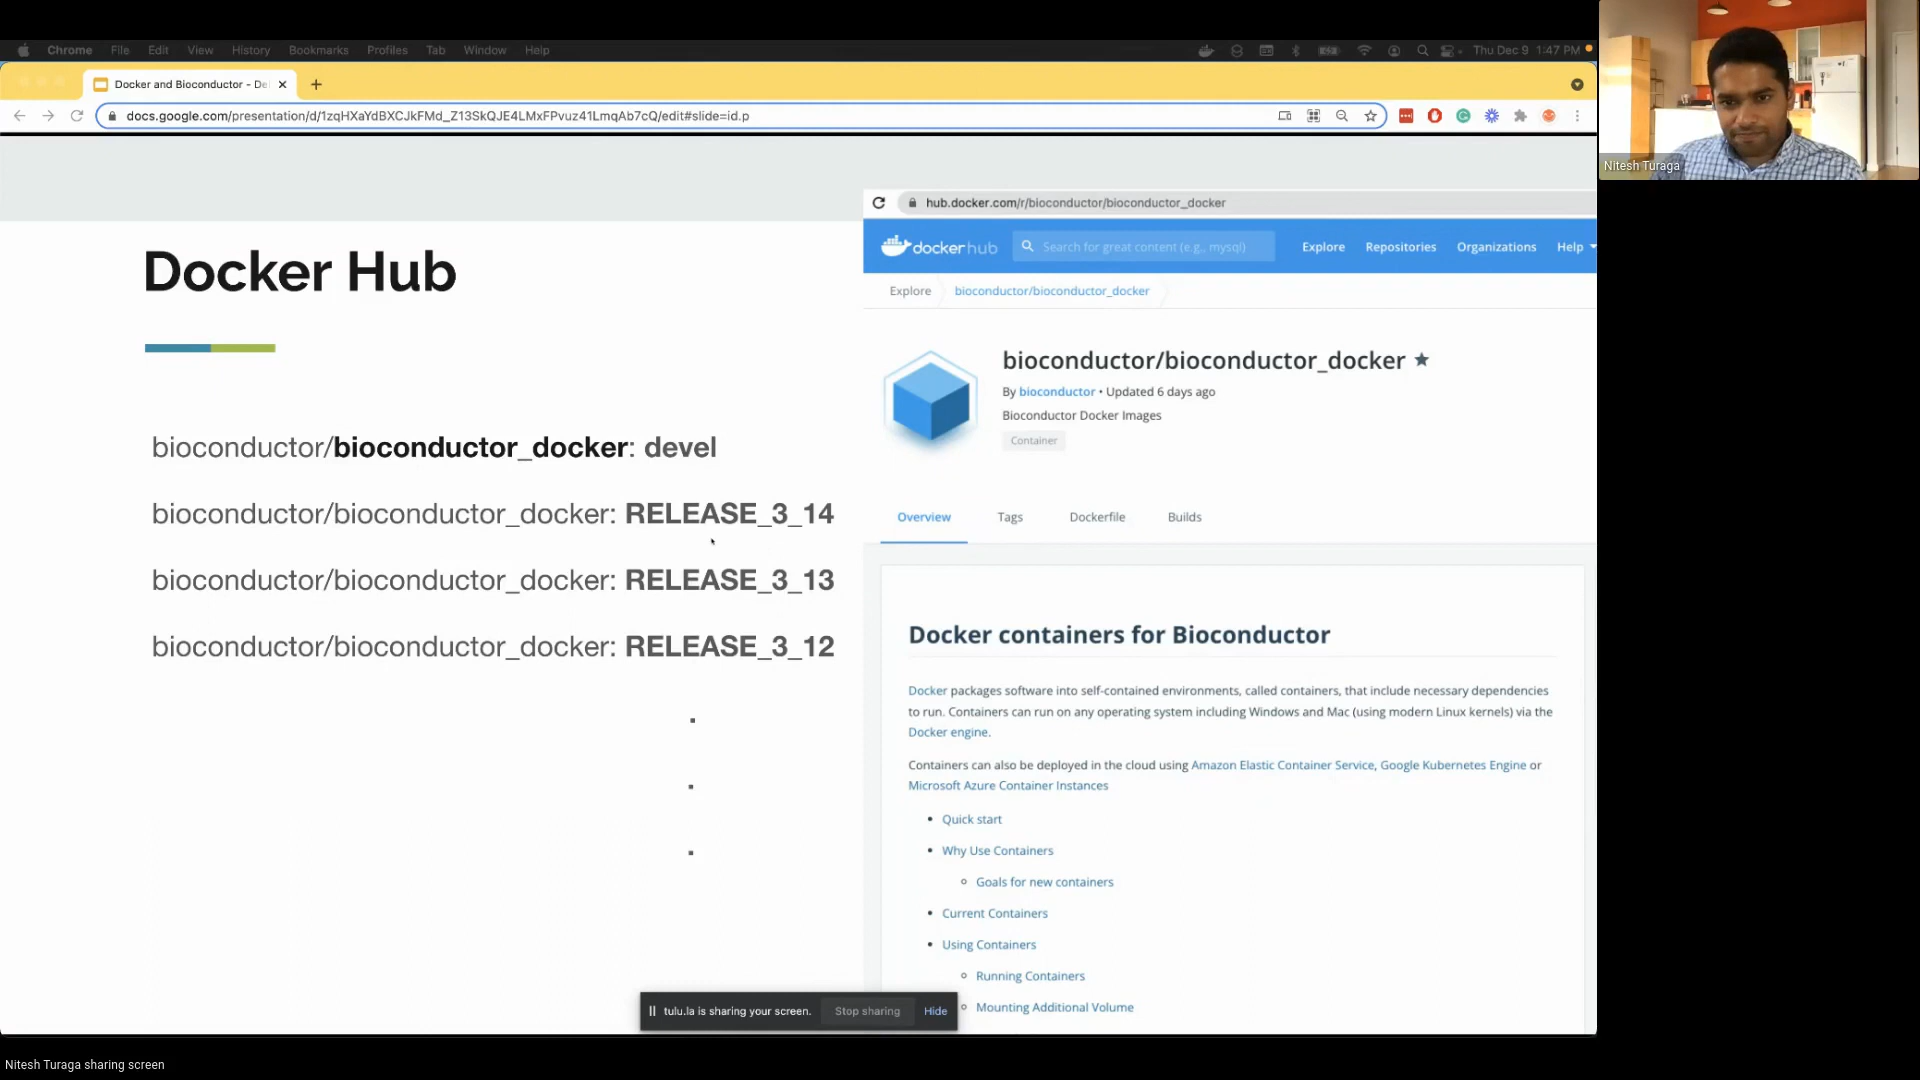 Chrome File Edit View History Bookmarks Profiles Tab Window Help Thu Dec 9 1:47 PM
Docker and Bioconductor - De
docs.google.com/presentation/d/1zqHXaYdBXCJkFMd_Z13SkQJE4LMxFPvuz41LmqAb7cQ/edit#slide=id.p
Nitesh Turaga
Docker Hub
bioconductor/bioconductor_docker: devel
bioconductor/bioconductor_docker: RELEASE_3_14
bioconductor/bioconductor_docker: RELEASE_3_13
bioconductor/bioconductor_docker: RELEASE_3_12
hub.docker.com/r/bioconductor/bioconductor_docker
dockerhub Search for great content (e.g., mysql) Explore Repositories Organizations Help
Explore bioconductor/bioconductor_docker
bioconductor/bioconductor_docker
By bioconductor • Updated 6 days ago
Bioconductor Docker Images
Container
Overview Tags Dockerfile Builds
Docker containers for Bioconductor
Docker packages software into self-contained environments, called containers, that include necessary dependencies
to run. Containers can run on any operating system including Windows and Mac (using modern Linux kernels) via the
Docker engine.
Containers can also be deployed in the cloud using Amazon Elastic Container Service, Google Kubernetes Engine or
Microsoft Azure Container Instances
• Quick start
• Why Use Containers
◦ Goals for new containers
• Current Containers
• Using Containers
◦ Running Containers
◦ Mounting Additional Volume
tulu.la is sharing your screen. Stop sharing Hide
Nitesh Turaga sharing screen